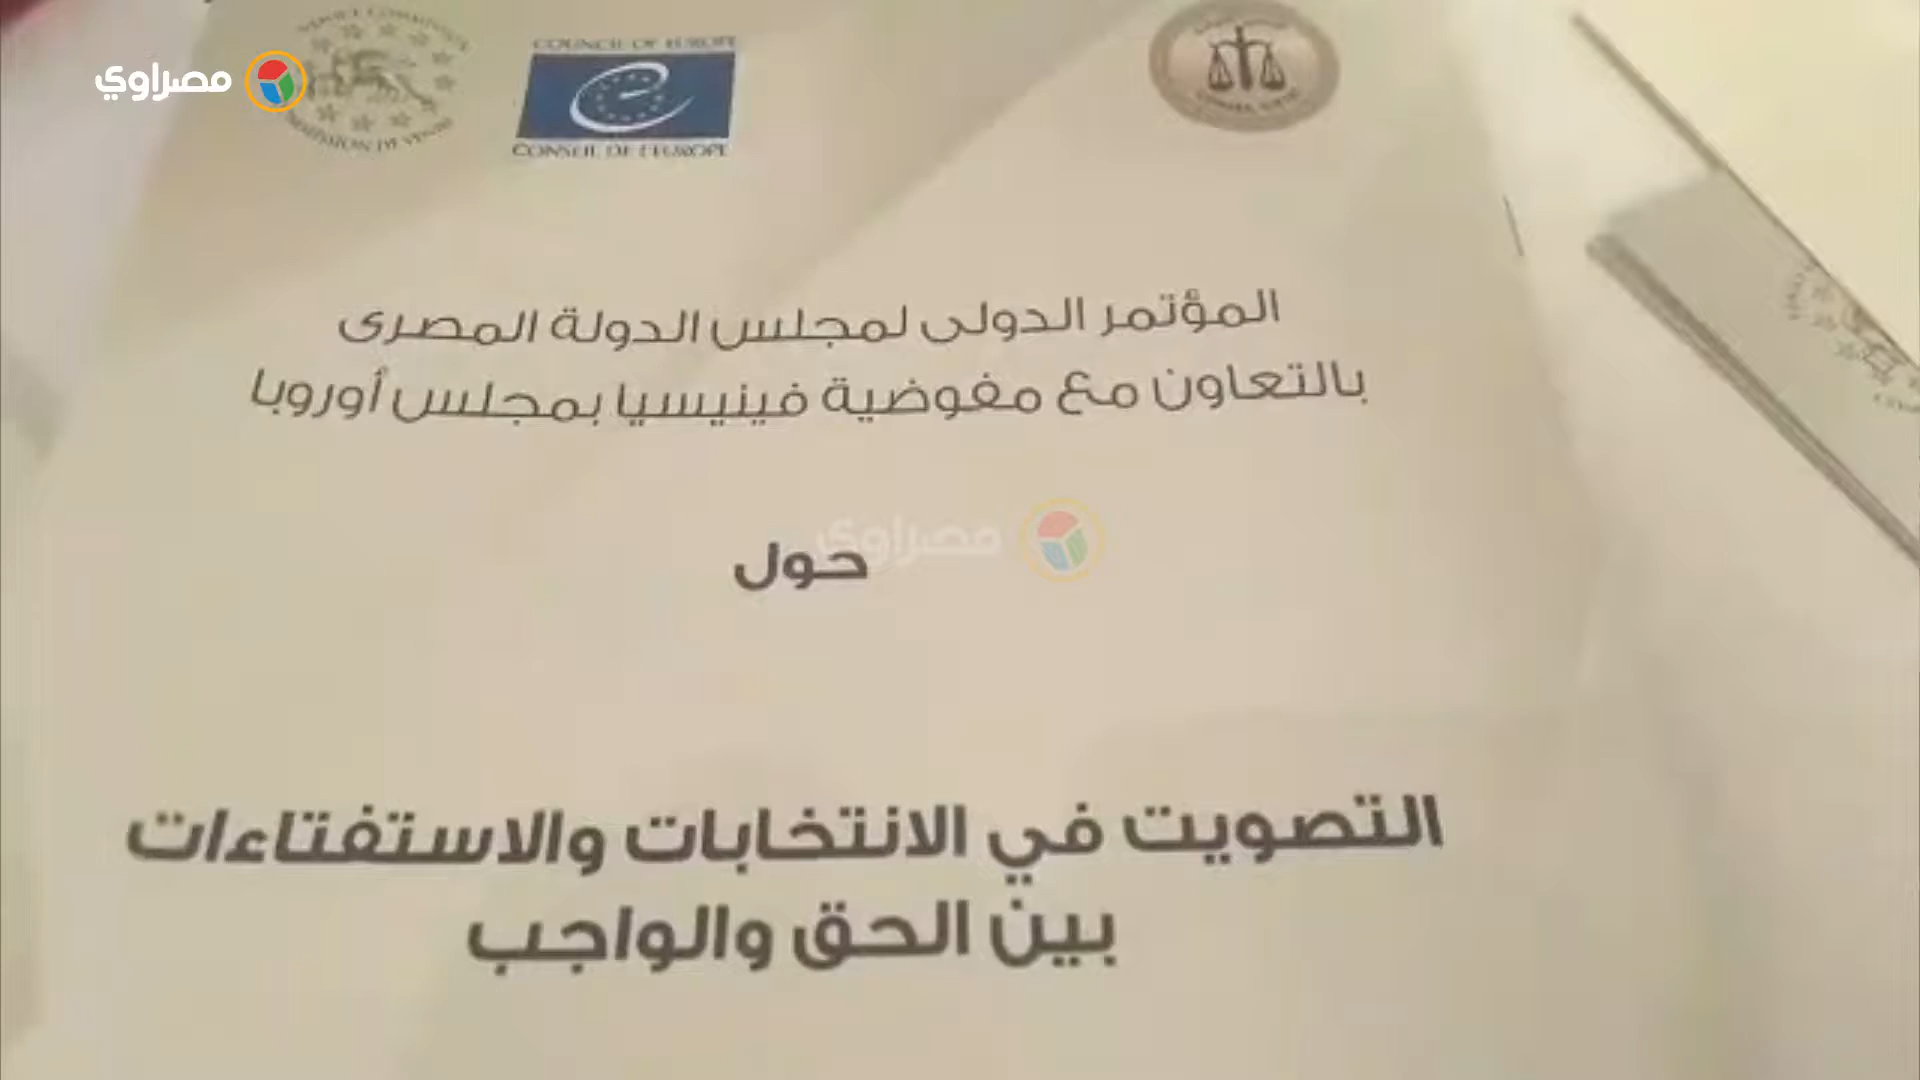 مصراوي
COUNCIL OF EUROPE
CONSEIL DE L'EUROPE
المؤتمر الدولى لمجلس الدولة المصرى
بالتعاون مع مفوضية فينيسيا بمجلس أوروبا
حول
مصراوي
التصويت في الانتخابات والاستفتاءات
بين الحق والواجب